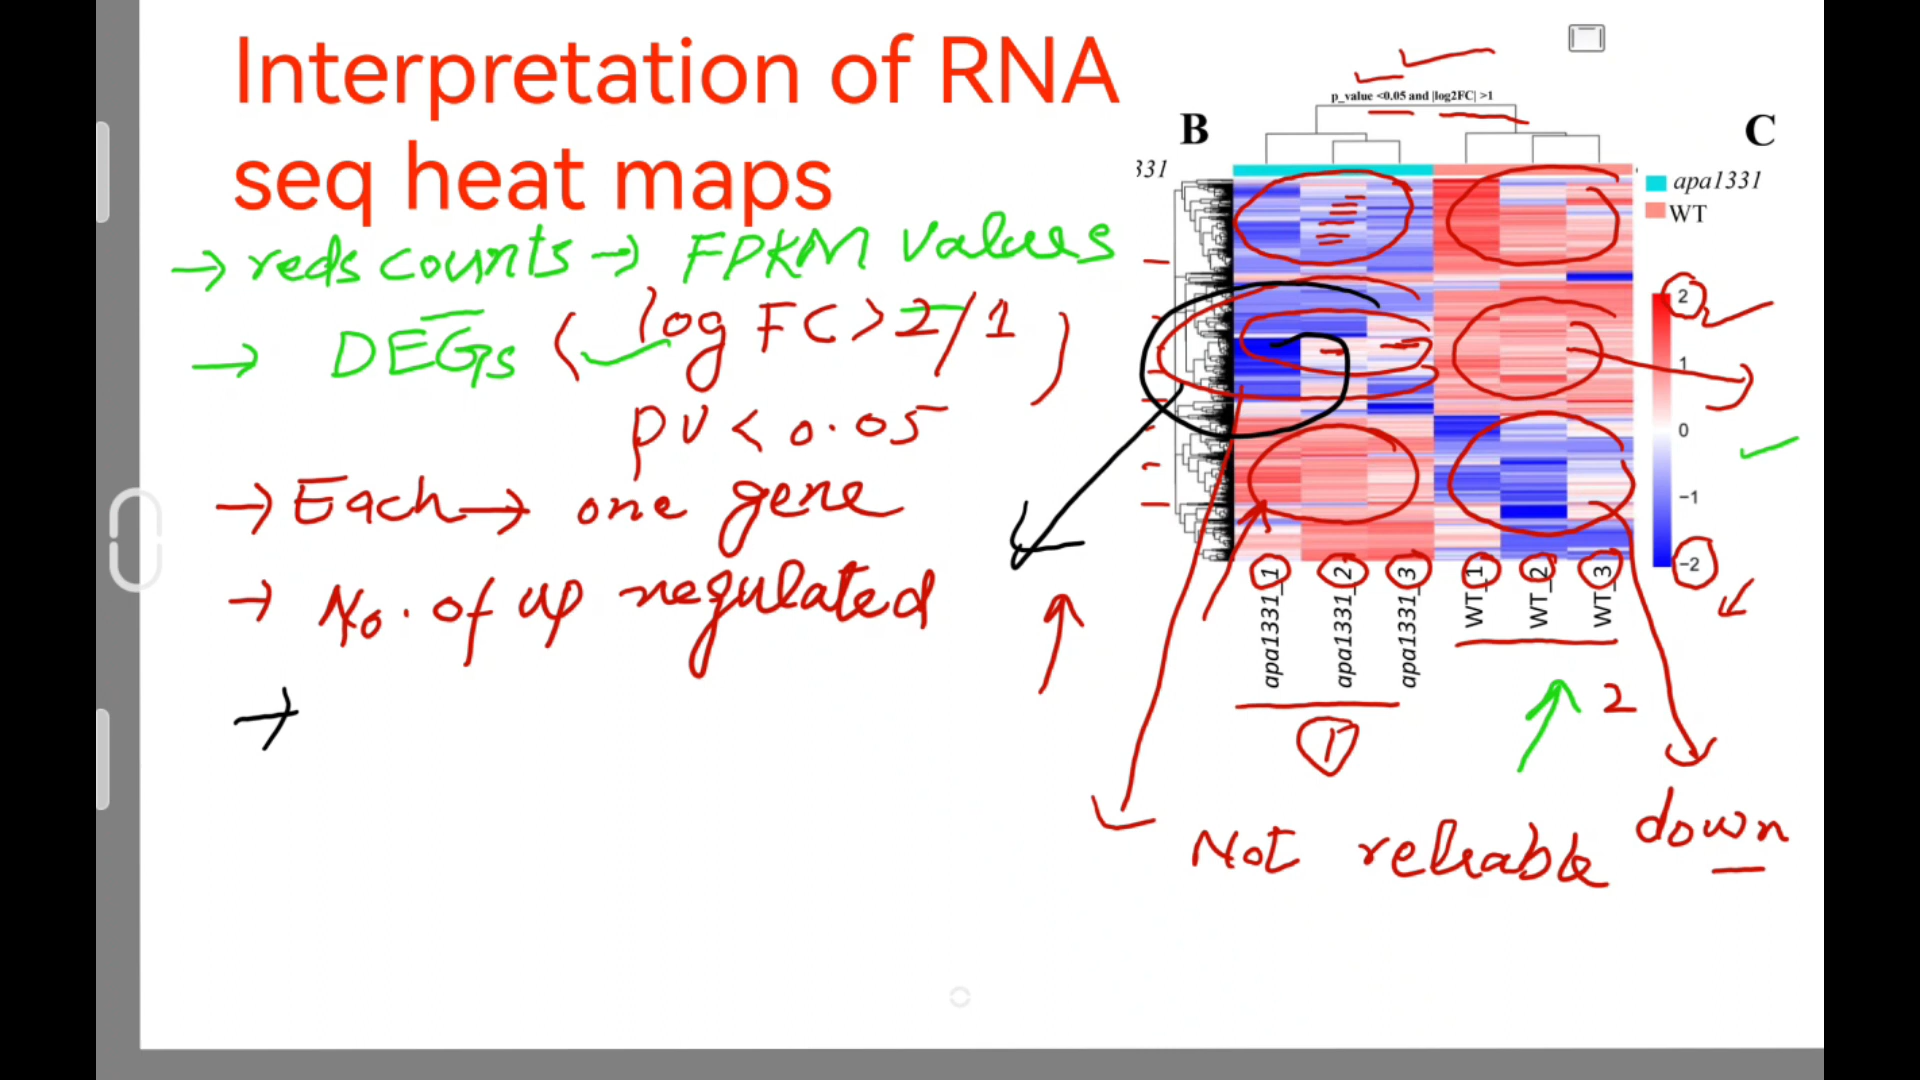 Interpretation of RNA
seq heat maps
→ reds counts → FPKM values
→ DEGs ( log FC > 2/1 )
pv < 0.05
→ Each → one gene
→ No. of up regulated
→
p_value <0.05 and |log2FC| >1
B
C
331
apa1331
WT
2
1
0
−1
−2
apa1331_1
apa1331_2
apa1331_3
WT_1
WT_2
WT_3
1
2
Not reliable
down